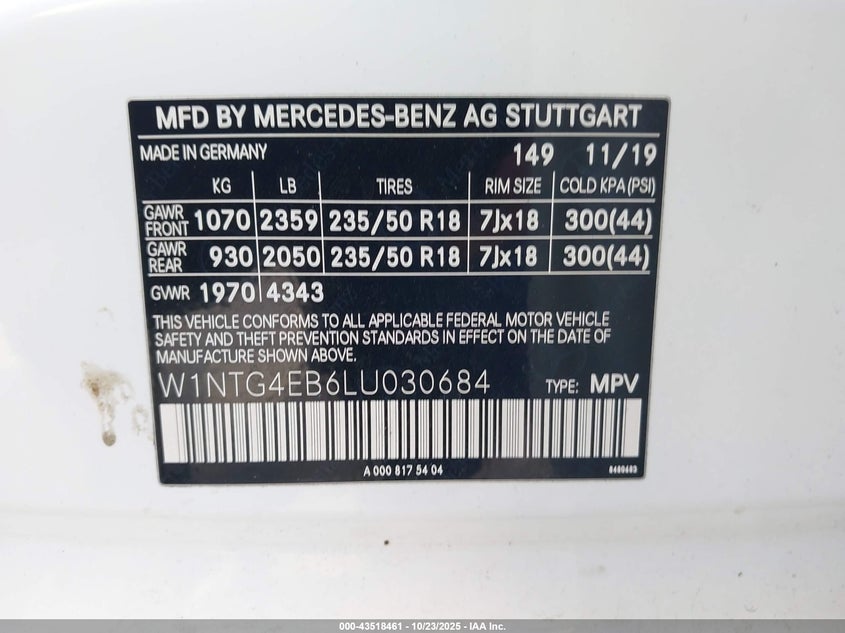 MFD BY MERCEDES-BENZ AG STUTTGART
MADE IN GERMANY 149 11/19
KG LB TIRES RIM SIZE COLD KPA(PSI)
GAWR FRONT 1070 2359 235/50 R18 7Jx18 300(44)
GAWR REAR 930 2050 235/50 R18 7Jx18 300(44)
GVWR 1970 4343
THIS VEHICLE CONFORMS TO ALL APPLICABLE FEDERAL MOTOR VEHICLE
SAFETY AND THEFT PREVENTION STANDARDS IN EFFECT ON THE DATE OF
MANUFACTURE SHOWN ABOVE.
W1NTG4EB6LU030684 TYPE: MPV
A 000 817 54 04
000-43518461 - 10/23/2025 - IAA Inc.